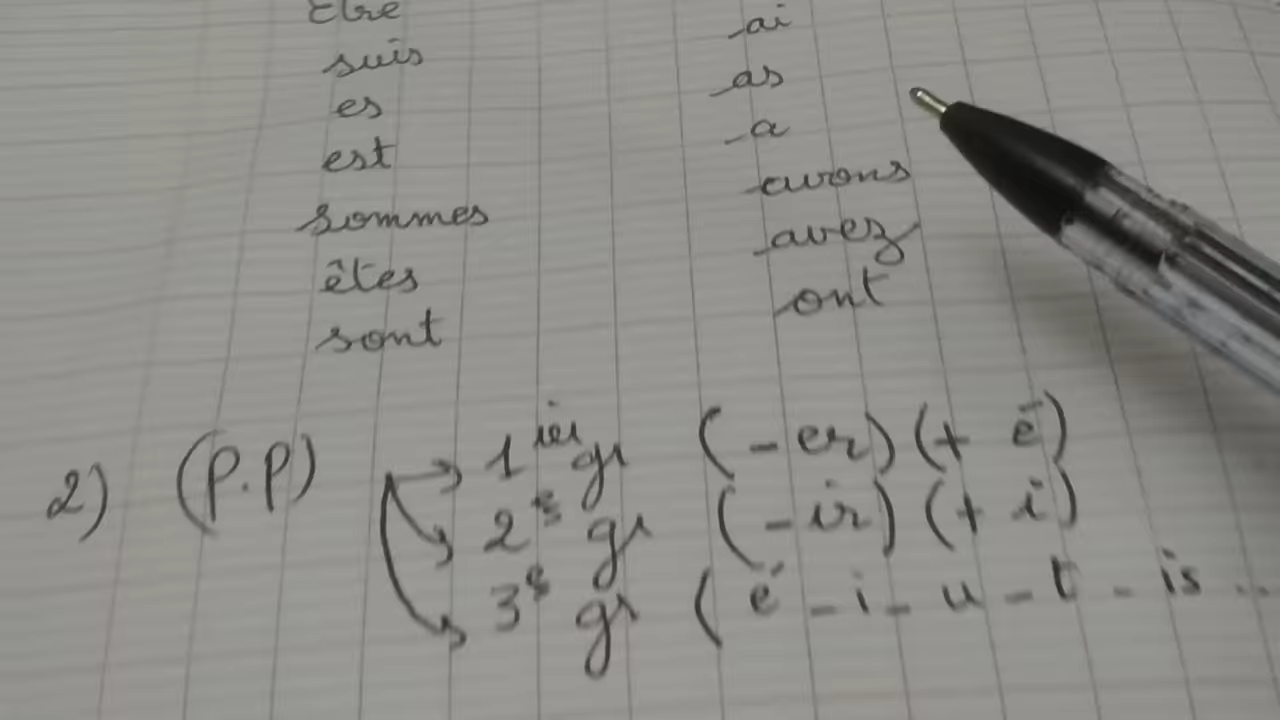 être
suis
es
est
sommes
êtes
sont
ai
as
a
avons
avez
ont
2) (P.P) 1ier gr (- er) (+ é)
2e gr (- ir) (+ i)
3e gr ( é - i - u - t - is ...